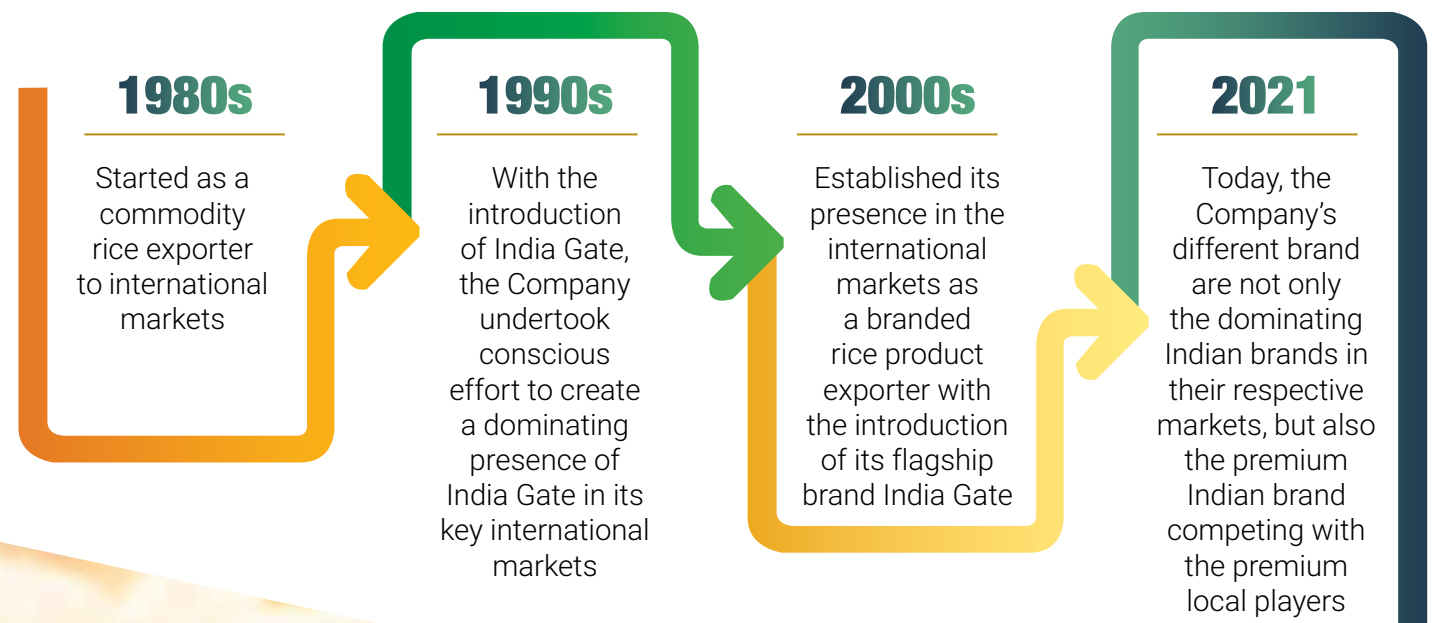 1980s
Started as a
commodity
rice exporter
to international
markets
1990s
With the
introduction
of India Gate,
the Company
undertook
conscious
effort to create
a dominating
presence of
India Gate in its
key international
markets
2000s
Established its
presence in the
international
markets as
a branded
rice product
exporter with
the introduction
of its flagship
brand India Gate
2021
Today, the
Company’s
different brand
are not only
the dominating
Indian brands in
their respective
markets, but also
the premium
Indian brand
competing with
the premium
local players